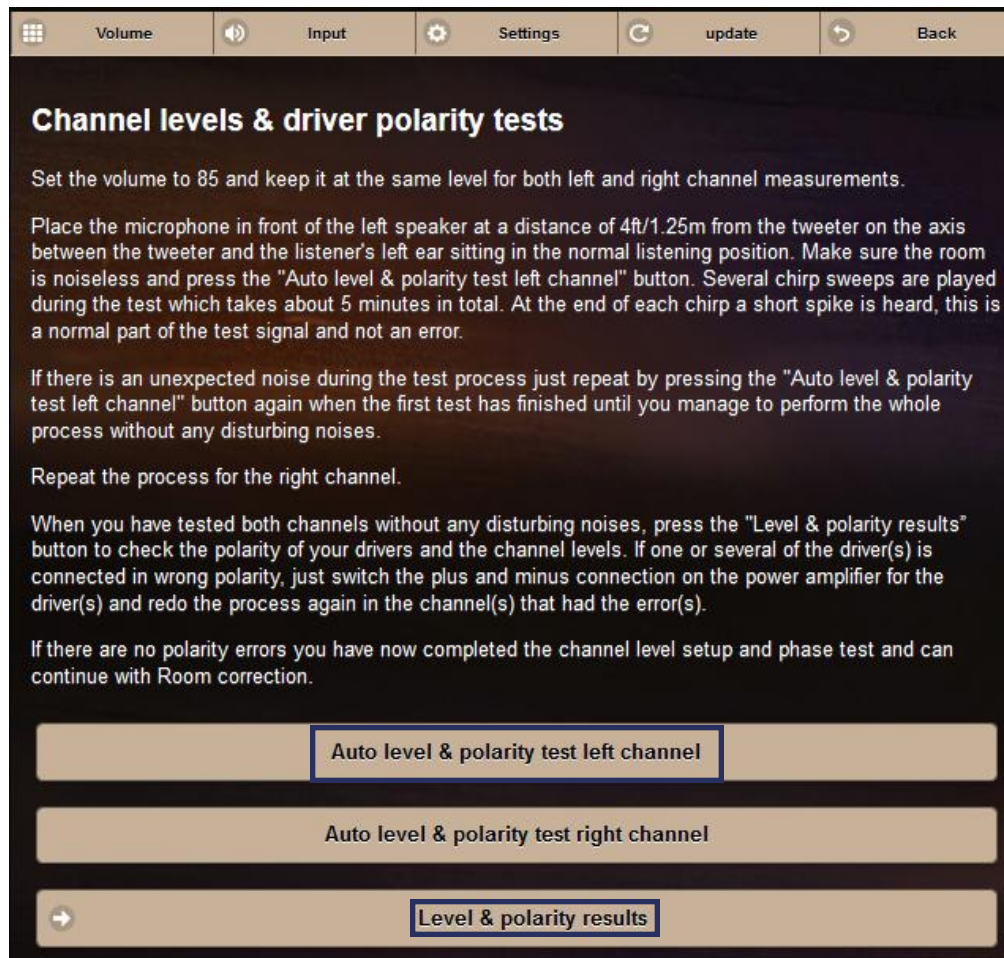 Volume
Input
Settings
update
Back
Channel levels & driver polarity tests
Set the volume to 85 and keep it at the same level for both left and right channel measurements.
Place the microphone in front of the left speaker at a distance of 4ft/1.25m from the tweeter on the axis
between the tweeter and the listener's left ear sitting in the normal listening position. Make sure the room
is noiseless and press the "Auto level & polarity test left channel" button. Several chirp sweeps are played
during the test which takes about 5 minutes in total. At the end of each chirp a short spike is heard, this is
a normal part of the test signal and not an error.
If there is an unexpected noise during the test process just repeat by pressing the "Auto level & polarity
test left channel" button again when the first test has finished until you manage to perform the whole
process without any disturbing noises.
Repeat the process for the right channel.
When you have tested both channels without any disturbing noises, press the "Level & polarity results”
button to check the polarity of your drivers and the channel levels. If one or several of the driver(s) is
connected in wrong polarity, just switch the plus and minus connection on the power amplifier for the
driver(s) and redo the process again in the channel(s) that had the error(s).
If there are no polarity errors you have now completed the channel level setup and phase test and can
continue with Room correction.
Auto level & polarity test left channel
Auto level & polarity test right channel
Level & polarity results